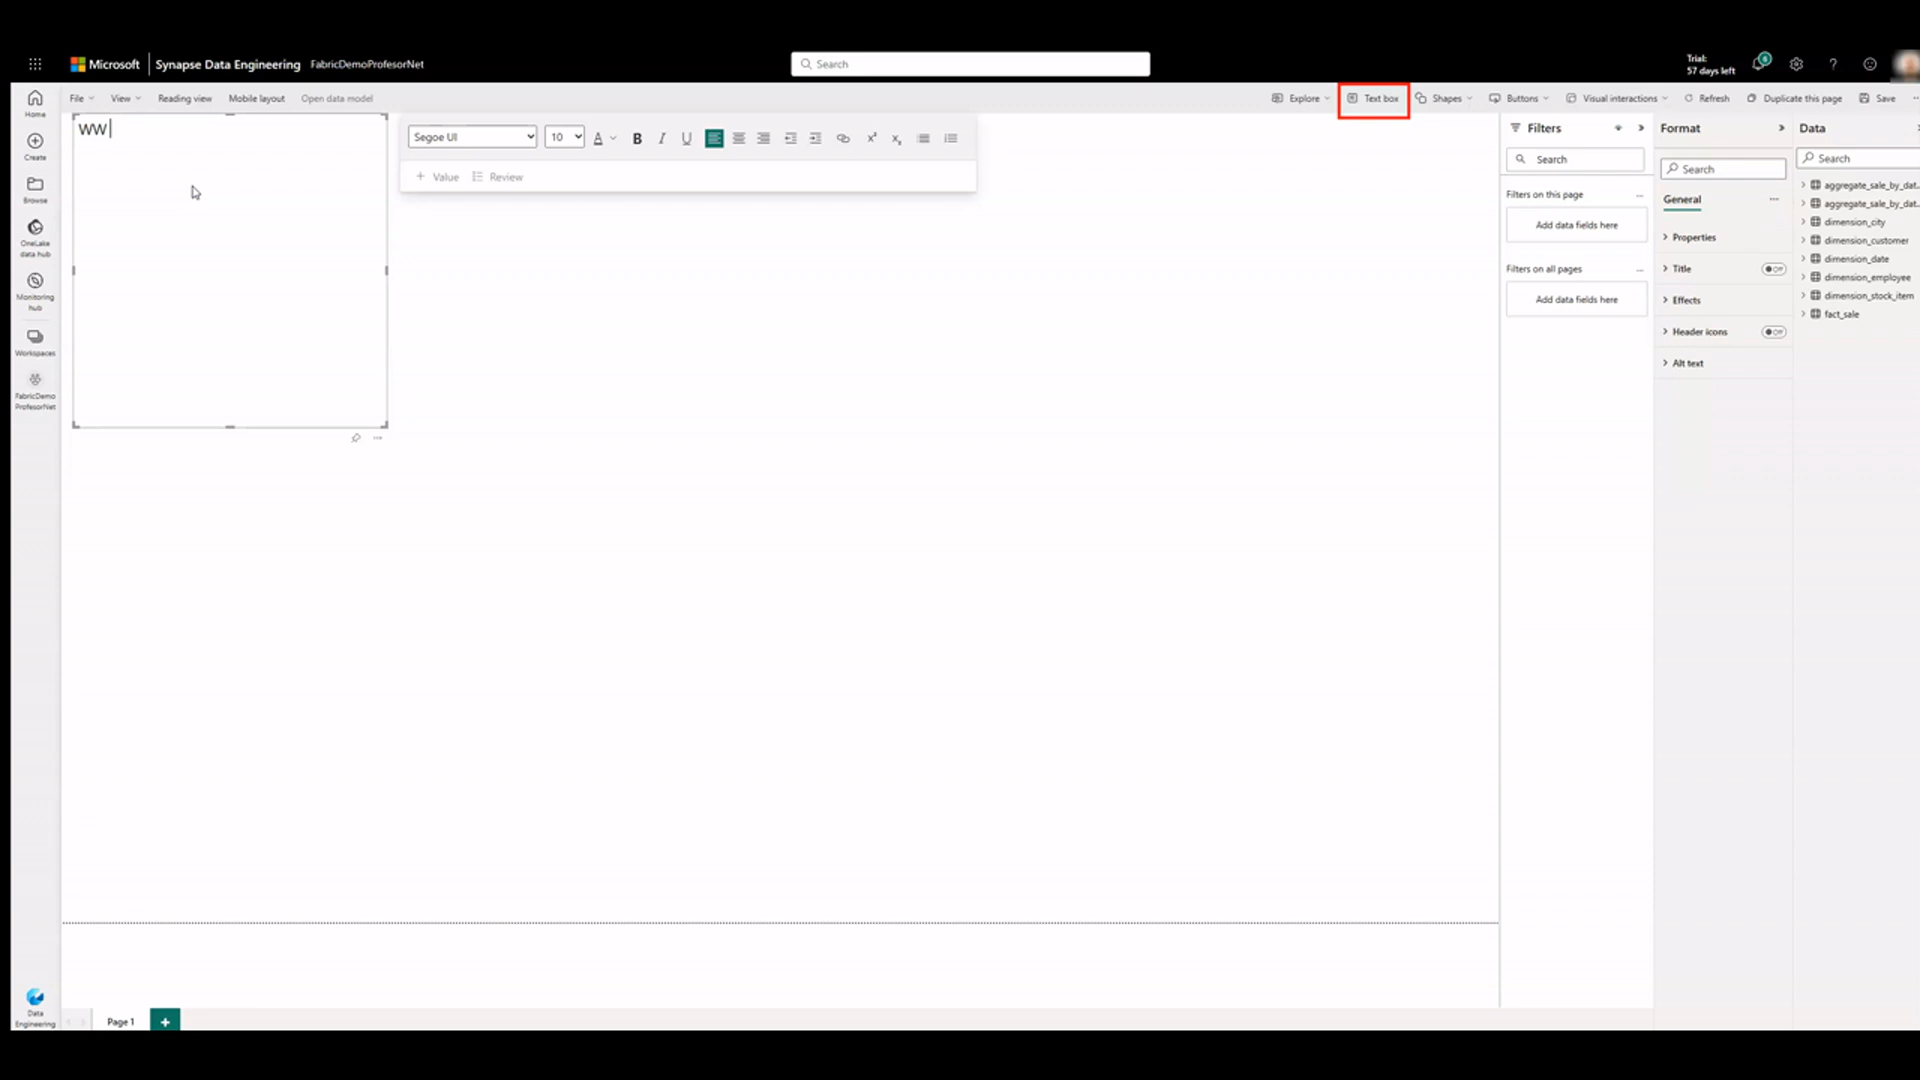 Microsoft Synapse Data Engineering FabricDemoProfesorNet
Search
Trial:
57 days left
File View Reading view Mobile layout Open data model
Explore Text box Shapes Buttons Visual interactions Refresh Duplicate this page Save
Home
Create
Browse
OneLake
data hub
Monitoring
hub
Workspaces
FabricDemo
ProfesorNet
WW
Segoe UI 10 A B I U
+ Value Review
Filters
Search
Filters on this page
Add data fields here
Filters on all pages
Add data fields here
Format
Search
General
Properties
Title Off
Effects
Header icons Off
Alt text
Data
Search
aggregate_sale_by_dat...
aggregate_sale_by_dat...
dimension_city
dimension_customer
dimension_date
dimension_employee
dimension_stock_item
fact_sale
Data
Engineering
Page 1
+